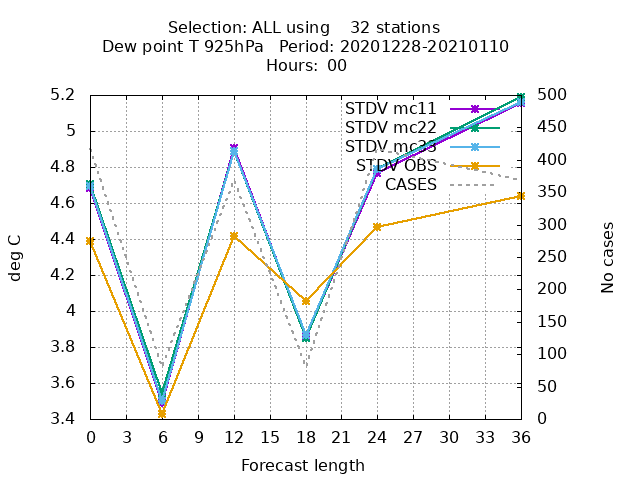 Selection: ALL using    32 stations
Dew point T 925hPa   Period: 20201228-20210110
Hours:  00
5.2
5
4.8
4.6
4.4
4.2
4
3.8
3.6
3.4
deg C
STDV mc11
STDV mc22
STDV mc33
STDV OBS
CASES
500
450
400
350
300
250
200
150
100
50
0
No cases
0 3 6 9 12 15 18 21 24 27 30 33 36
Forecast length